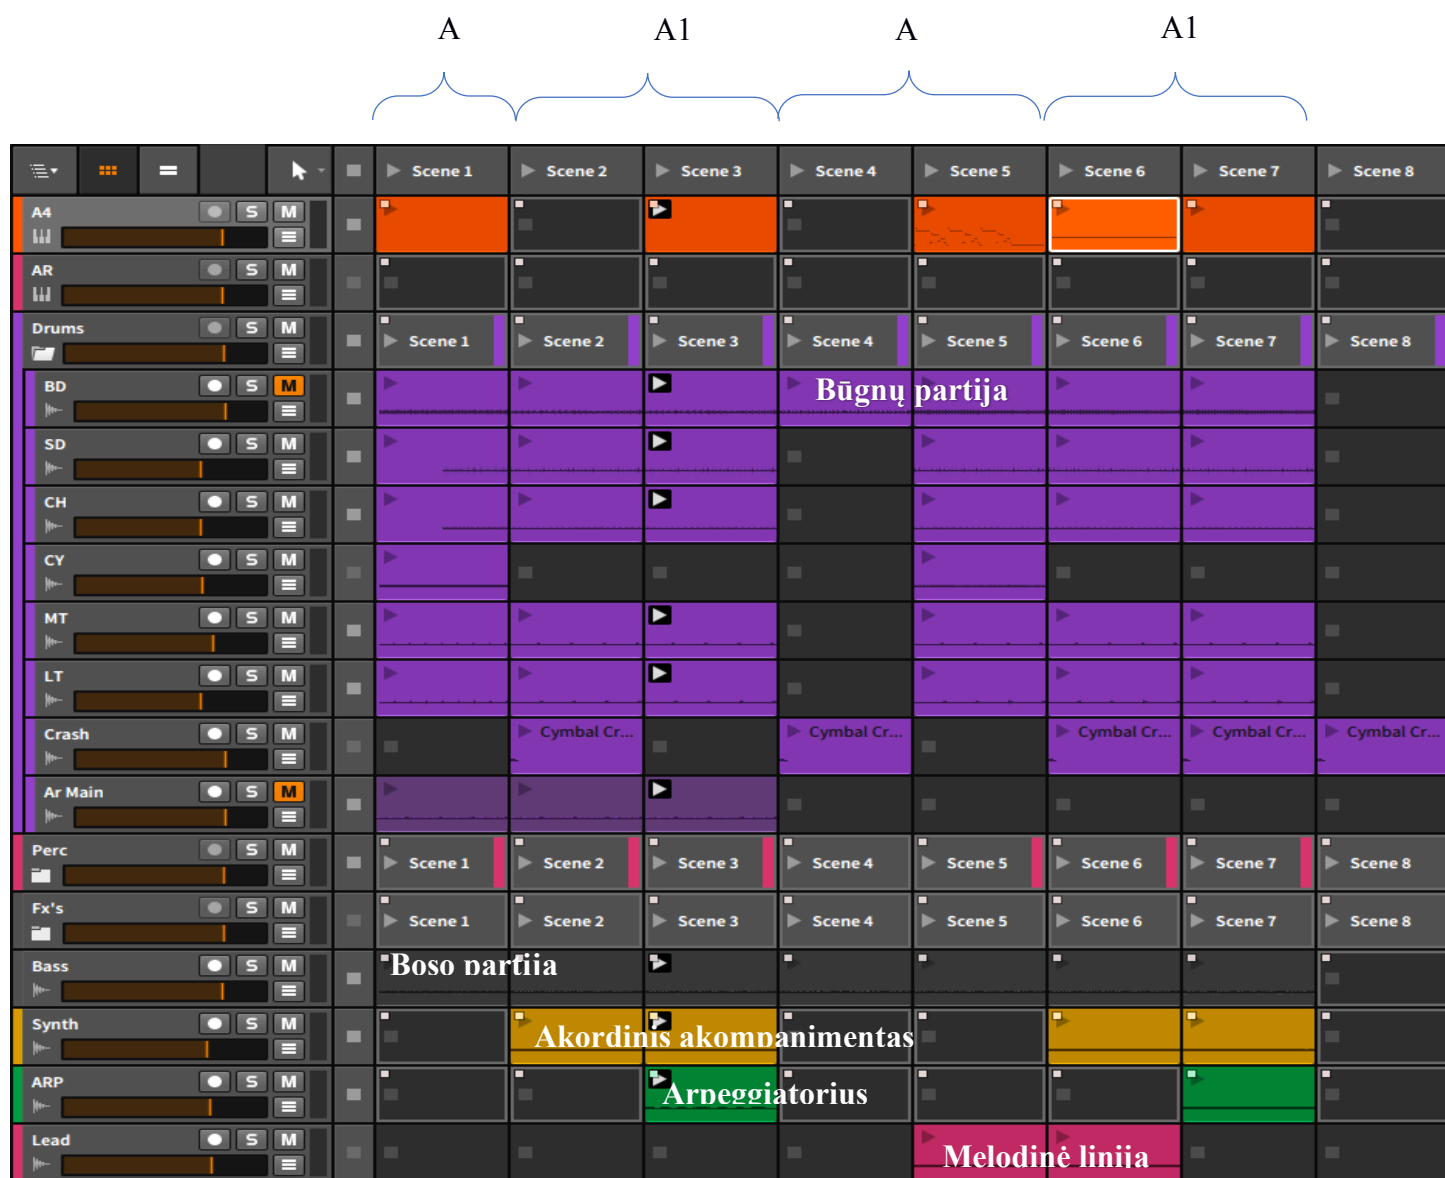 A A1 A A1
Scene 1 Scene 2 Scene 3 Scene 4 Scene 5 Scene 6 Scene 7 Scene 8
A4 S M
AR S M
Drums S M Scene 1 Scene 2 Scene 3 Scene 4 Scene 5 Scene 6 Scene 7 Scene 8
BD S M Būgnų partija
SD S M
CH S M
CY S M
MT S M
LT S M
Crash S M Cymbal Cr... Cymbal Cr... Cymbal Cr... Cymbal Cr... Cymbal Cr...
Ar Main S M
Perc S M Scene 1 Scene 2 Scene 3 Scene 4 Scene 5 Scene 6 Scene 7 Scene 8
Fx's S M Scene 1 Scene 2 Scene 3 Scene 4 Scene 5 Scene 6 Scene 7 Scene 8
Bass S M Boso partija
Synth S M Akordinis akompanimentas
ARP S M Arpeggiatorius
Lead S M Melodinė linija